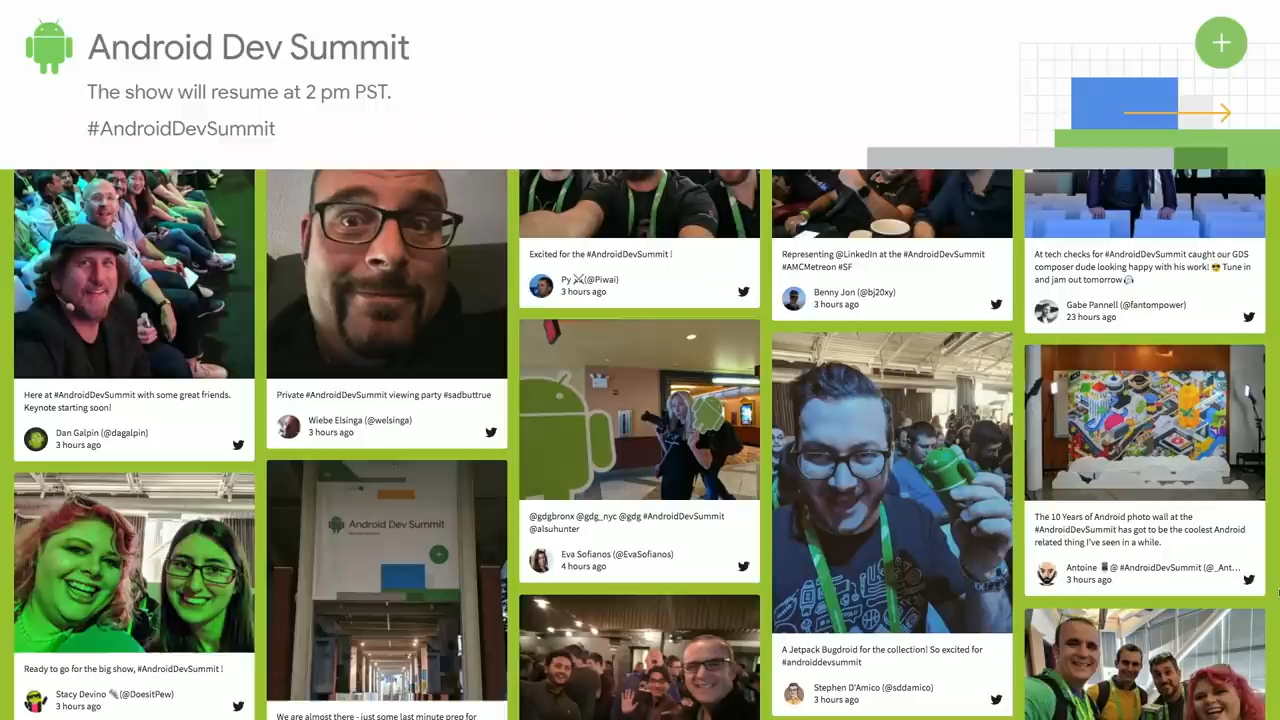 Android Dev Summit
The show will resume at 2 pm PST.
#AndroidDevSummit
Here at #AndroidDevSummit with some great friends.
Keynote starting soon!
Dan Galpin (@dagalpin)
3 hours ago
Ready to go for the big show, #AndroidDevSummit !
Stacy Devino (@DoesitPew)
3 hours ago
Private #AndroidDevSummit viewing party #sadbuttrue
Wiebe Elsinga (@welsinga)
3 hours ago
Android Dev Summit
We are almost there - just some last minute prep for
Excited for the #AndroidDevSummit !
Py ⚔(@Piwai)
3 hours ago
@gdgbronx @gdg_nyc @gdg #AndroidDevSummit
@alsuhunter
Eva Sofianos (@EvaSofianos)
4 hours ago
Representing @LinkedIn at the #AndroidDevSummit
#AMCMetreon #SF
Benny Jon (@bj20xy)
3 hours ago
A Jetpack Bugdroid for the collection! So excited for
#androiddevsummit
Stephen D'Amico (@sddamico)
3 hours ago
At tech checks for #AndroidDevSummit caught our GDS
composer dude looking happy with his work! 😎 Tune in
and jam out tomorrow 🎧
Gabe Pannell (@fantompower)
23 hours ago
The 10 Years of Android photo wall at the
#AndroidDevSummit has got to be the coolest Android
related thing I've seen in a while.
Antoine 📱@ #AndroidDevSummit (@_Ant...
3 hours ago